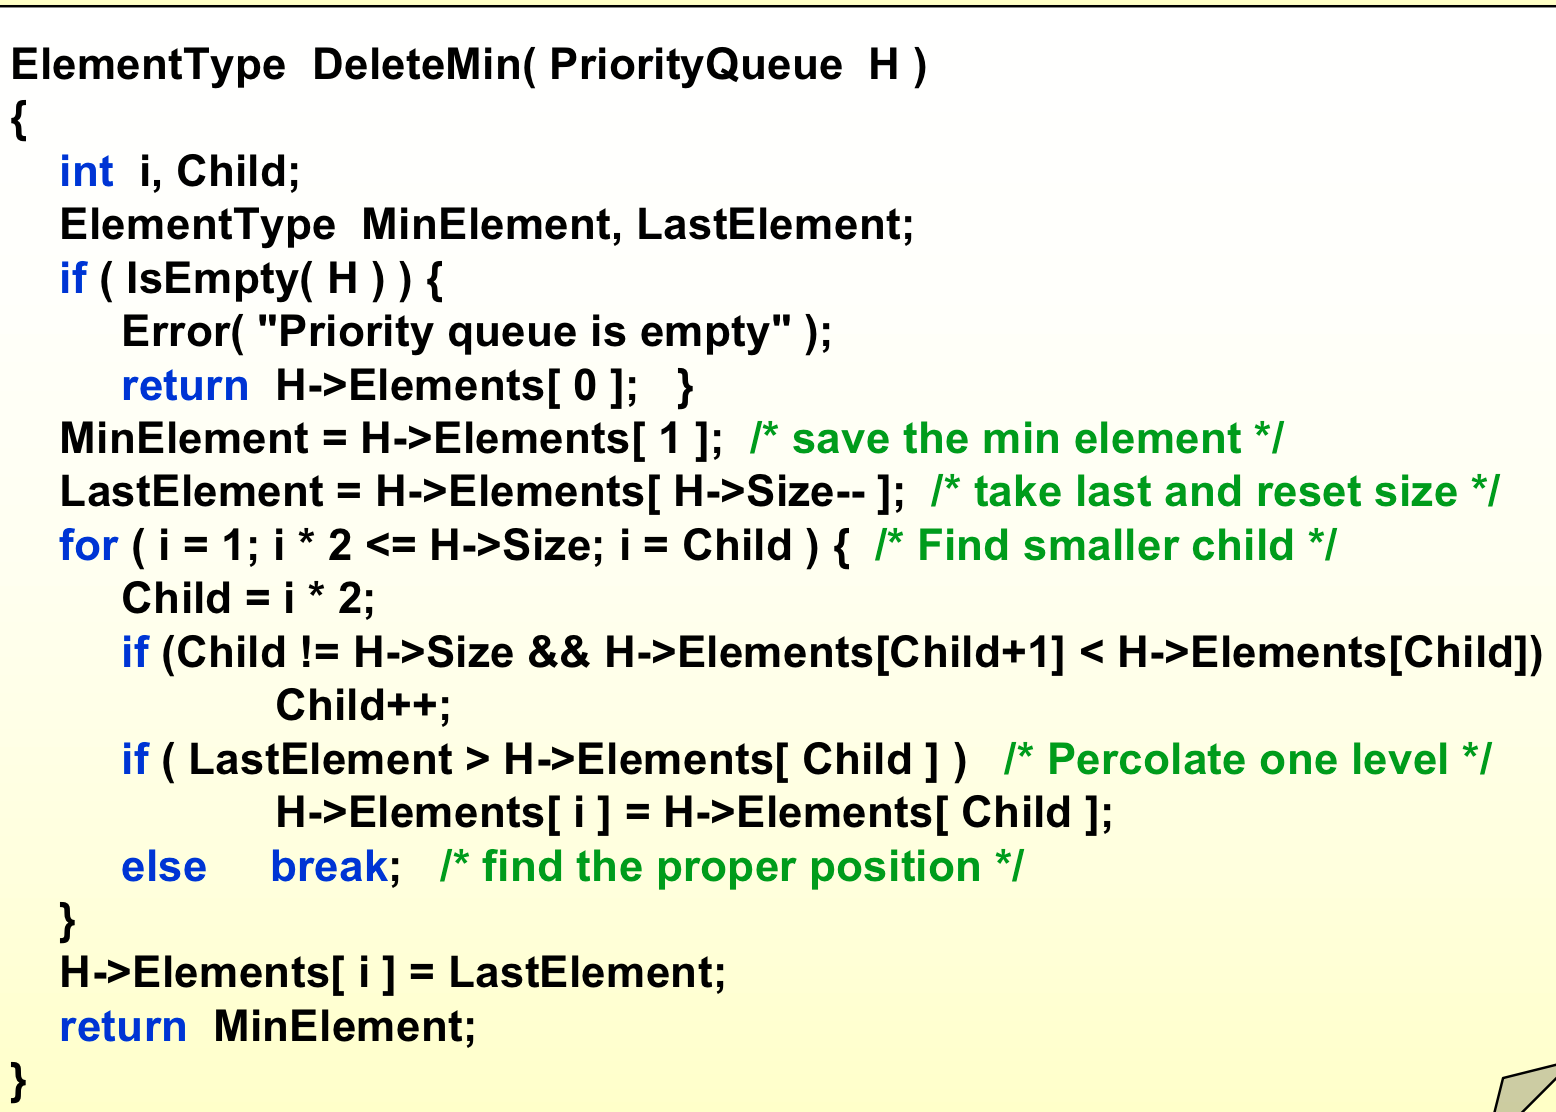 ElementType  DeleteMin( PriorityQueue  H )
{
int  i, Child;
ElementType  MinElement, LastElement;
if ( IsEmpty( H ) ) {
Error( "Priority queue is empty" );
return  H->Elements[ 0 ];   }
MinElement = H->Elements[ 1 ];  /* save the min element */
LastElement = H->Elements[ H->Size-- ];  /* take last and reset size */
for ( i = 1; i * 2 <= H->Size; i = Child ) {  /* Find smaller child */
Child = i * 2;
if (Child != H->Size && H->Elements[Child+1] < H->Elements[Child])
Child++;
if ( LastElement > H->Elements[ Child ] )   /* Percolate one level */
H->Elements[ i ] = H->Elements[ Child ];
else     break;   /* find the proper position */
}
H->Elements[ i ] = LastElement;
return  MinElement;
}